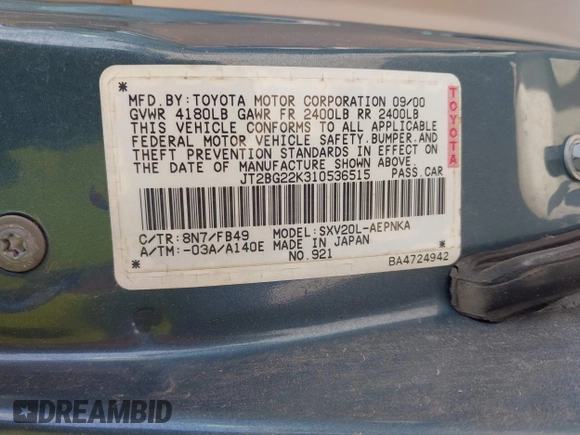 MFD.BY:TOYOTA MOTOR CORPORATION 09/00
GVWR 4180LB GAWR FR 2400LB RR 2400LB
THIS VEHICLE CONFORMS TO ALL APPLICABLE
FEDERAL MOTOR VEHICLE SAFETY.BUMPER.AND
THEFT PREVENTION STANDARDS IN EFFECT ON
THE DATE OF MANUFACTURE SHOWN ABOVE.
JT2BG22K310536515 PASS.CAR
C/TR:8N7/FB49 MODEL:SXV20L-AEPNKA
A/TM:-03A/A140E MADE IN JAPAN
NO.921
BA4724942
TOYOTA
DREAMBID